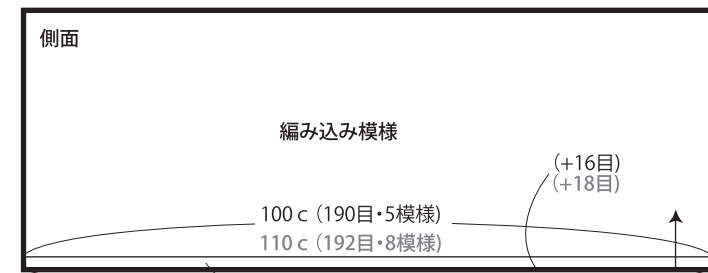 側面
編み込み模様
(+16目)
(+18目)
100 c (190目・5模様)
110 c (192目・8模様)